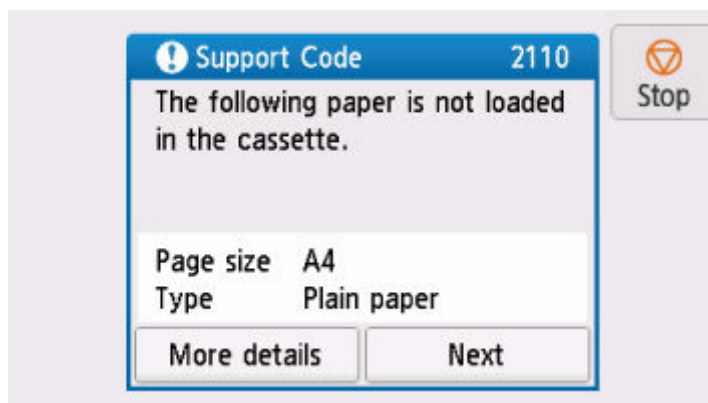 Support Code 2110
Stop
The following paper is not loaded
in the cassette.
Page size A4
Type Plain paper
More details Next